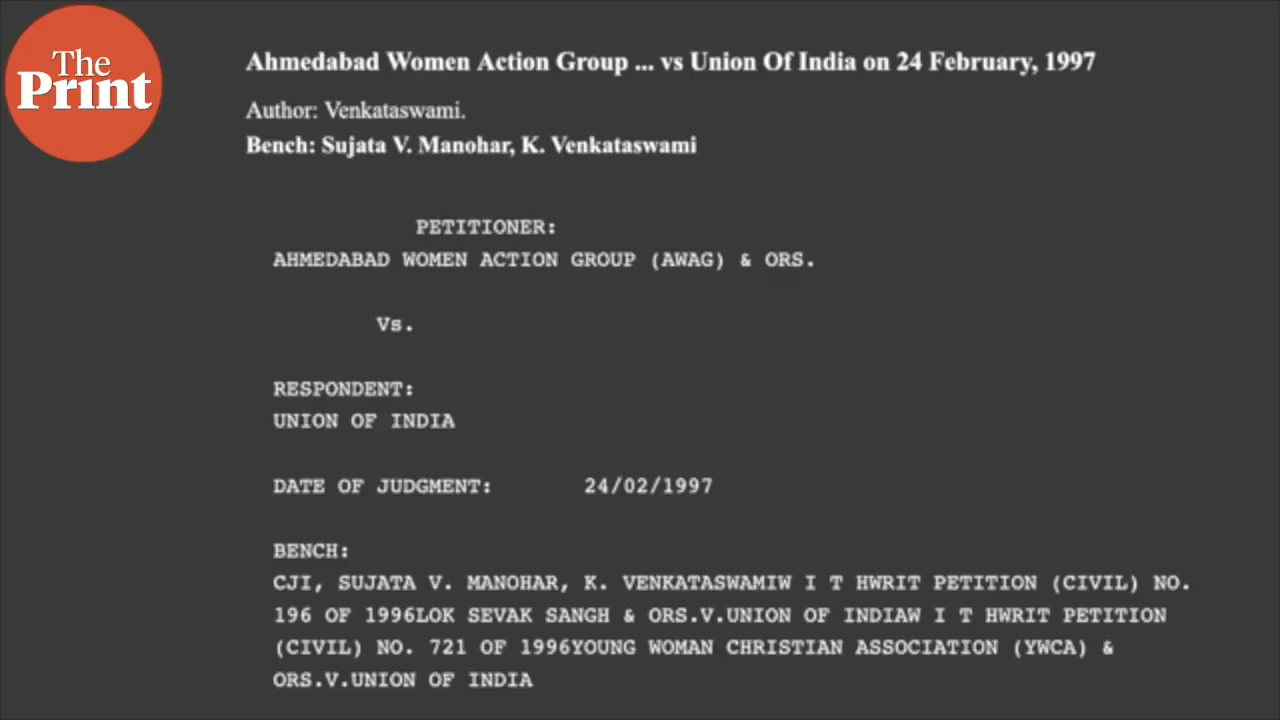 The
Print
Ahmedabad Women Action Group ... vs Union Of India on 24 February, 1997
Author: Venkataswami.
Bench: Sujata V. Manohar, K. Venkataswami
PETITIONER:
AHMEDABAD WOMEN ACTION GROUP (AWAG) & ORS.
Vs.
RESPONDENT:
UNION OF INDIA
DATE OF JUDGMENT: 24/02/1997
BENCH:
CJI, SUJATA V. MANOHAR, K. VENKATASWAMIW I T HWRIT PETITION (CIVIL) NO.
196 OF 1996LOK SEVAK SANGH & ORS.V.UNION OF INDIAW I T HWRIT PETITION
(CIVIL) NO. 721 OF 1996YOUNG WOMAN CHRISTIAN ASSOCIATION (YWCA) &
ORS.V.UNION OF INDIA